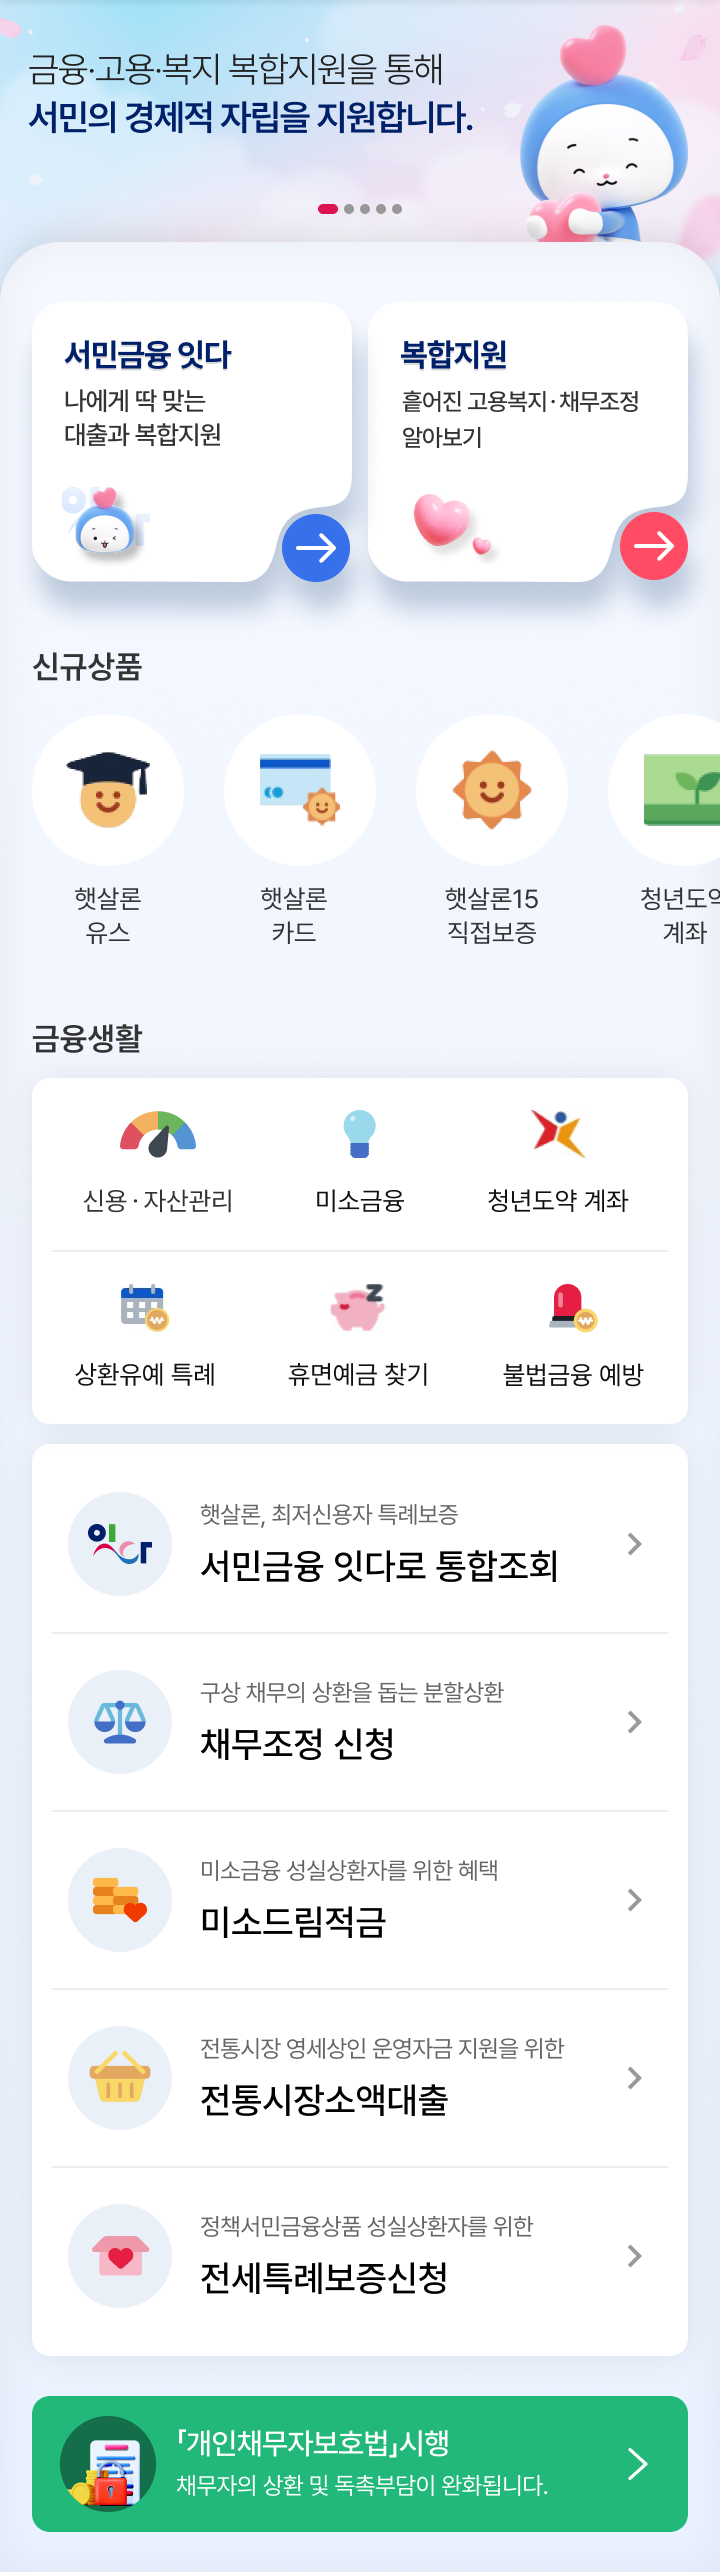 금융·고용·복지 복합지원을 통해
서민의 경제적 자립을 지원합니다.
서민금융 잇다
나에게 딱 맞는
대출과 복합지원
복합지원
흩어진 고용복지·채무조정
알아보기
신규상품
햇살론
유스
햇살론
카드
햇살론15
직접보증
청년도약
계좌
금융생활
신용·자산관리
미소금융
청년도약 계좌
상환유예 특례
휴면예금 찾기
불법금융 예방
잇다
햇살론, 최저신용자 특례보증
서민금융 잇다로 통합조회
구상 채무의 상환을 돕는 분할상환
채무조정 신청
미소금융 성실상환자를 위한 혜택
미소드림적금
전통시장 영세상인 운영자금 지원을 위한
전통시장소액대출
정책서민금융상품 성실상환자를 위한
전세특례보증신청
「개인채무자보호법」시행
채무자의 상환 및 독촉부담이 완화됩니다.